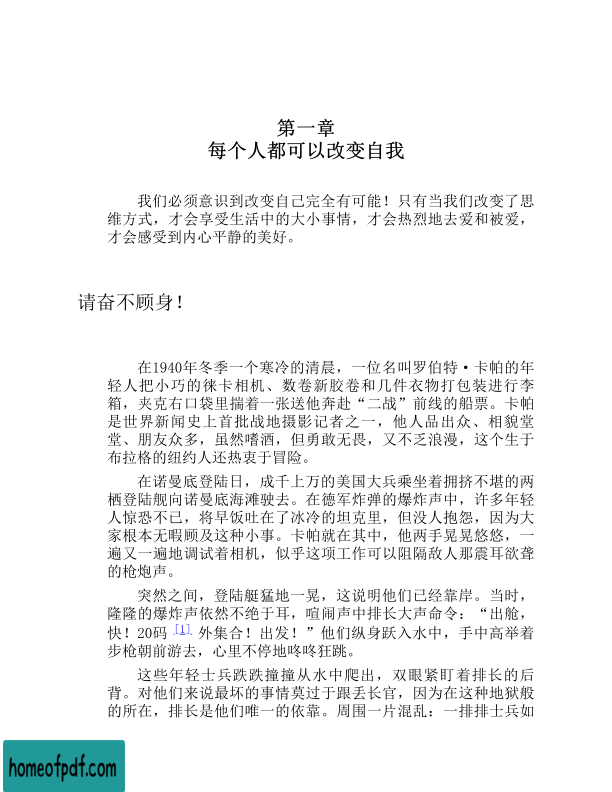 第一章
每个人都可以改变自我
我们必须意识到改变自己完全有可能！只有当我们改变了思
维方式，才会享受生活中的大小事情，才会热烈地去爱和被爱，
才会感受到内心平静的美好。
请奋不顾身！
在1940年冬季一个寒冷的清晨，一位名叫罗伯特·卡帕的年
轻人把小巧的徕卡相机、数卷新胶卷和几件衣物打包装进行李
箱，夹克右口袋里揣着一张送他奔赴“二战”前线的船票。卡帕
是世界新闻史上首批战地摄影记者之一，他人品出众、相貌堂
堂、朋友众多，虽然嗜酒，但勇敢无畏，又不乏浪漫，这个生于
布拉格的纽约人还热衷于冒险。
在诺曼底登陆日，成千上万的美国大兵乘坐着拥挤不堪的两
栖登陆舰向诺曼底海滩驶去。在德军炸弹的爆炸声中，许多年轻
人惊恐不已，将早饭吐在了冰冷的坦克里，但没人抱怨，因为大
家根本无暇顾及这种小事。卡帕就在其中，他两手晃晃悠悠，一
遍又一遍地调试着相机，似乎这项工作可以阻隔敌人那震耳欲聋
的枪炮声。
突然之间，登陆艇猛地一晃，这说明他们已经靠岸。当时，
隆隆的爆炸声依然不绝于耳，喧闹声中排长大声命令：“出舱，
快！20码 [1] 外集合！出发！”他们纵身跃入水中，手中高举着
步枪朝前游去，心里不停地咚咚狂跳。
这些年轻士兵跌跌撞撞从水中爬出，双眼紧盯着排长的后
背。对他们来说最坏的事情莫过于跟丢长官，因为在这种地狱般
的所在，排长是他们唯一的依靠。周围一片混乱：一排排士兵如
homeofpdf.com